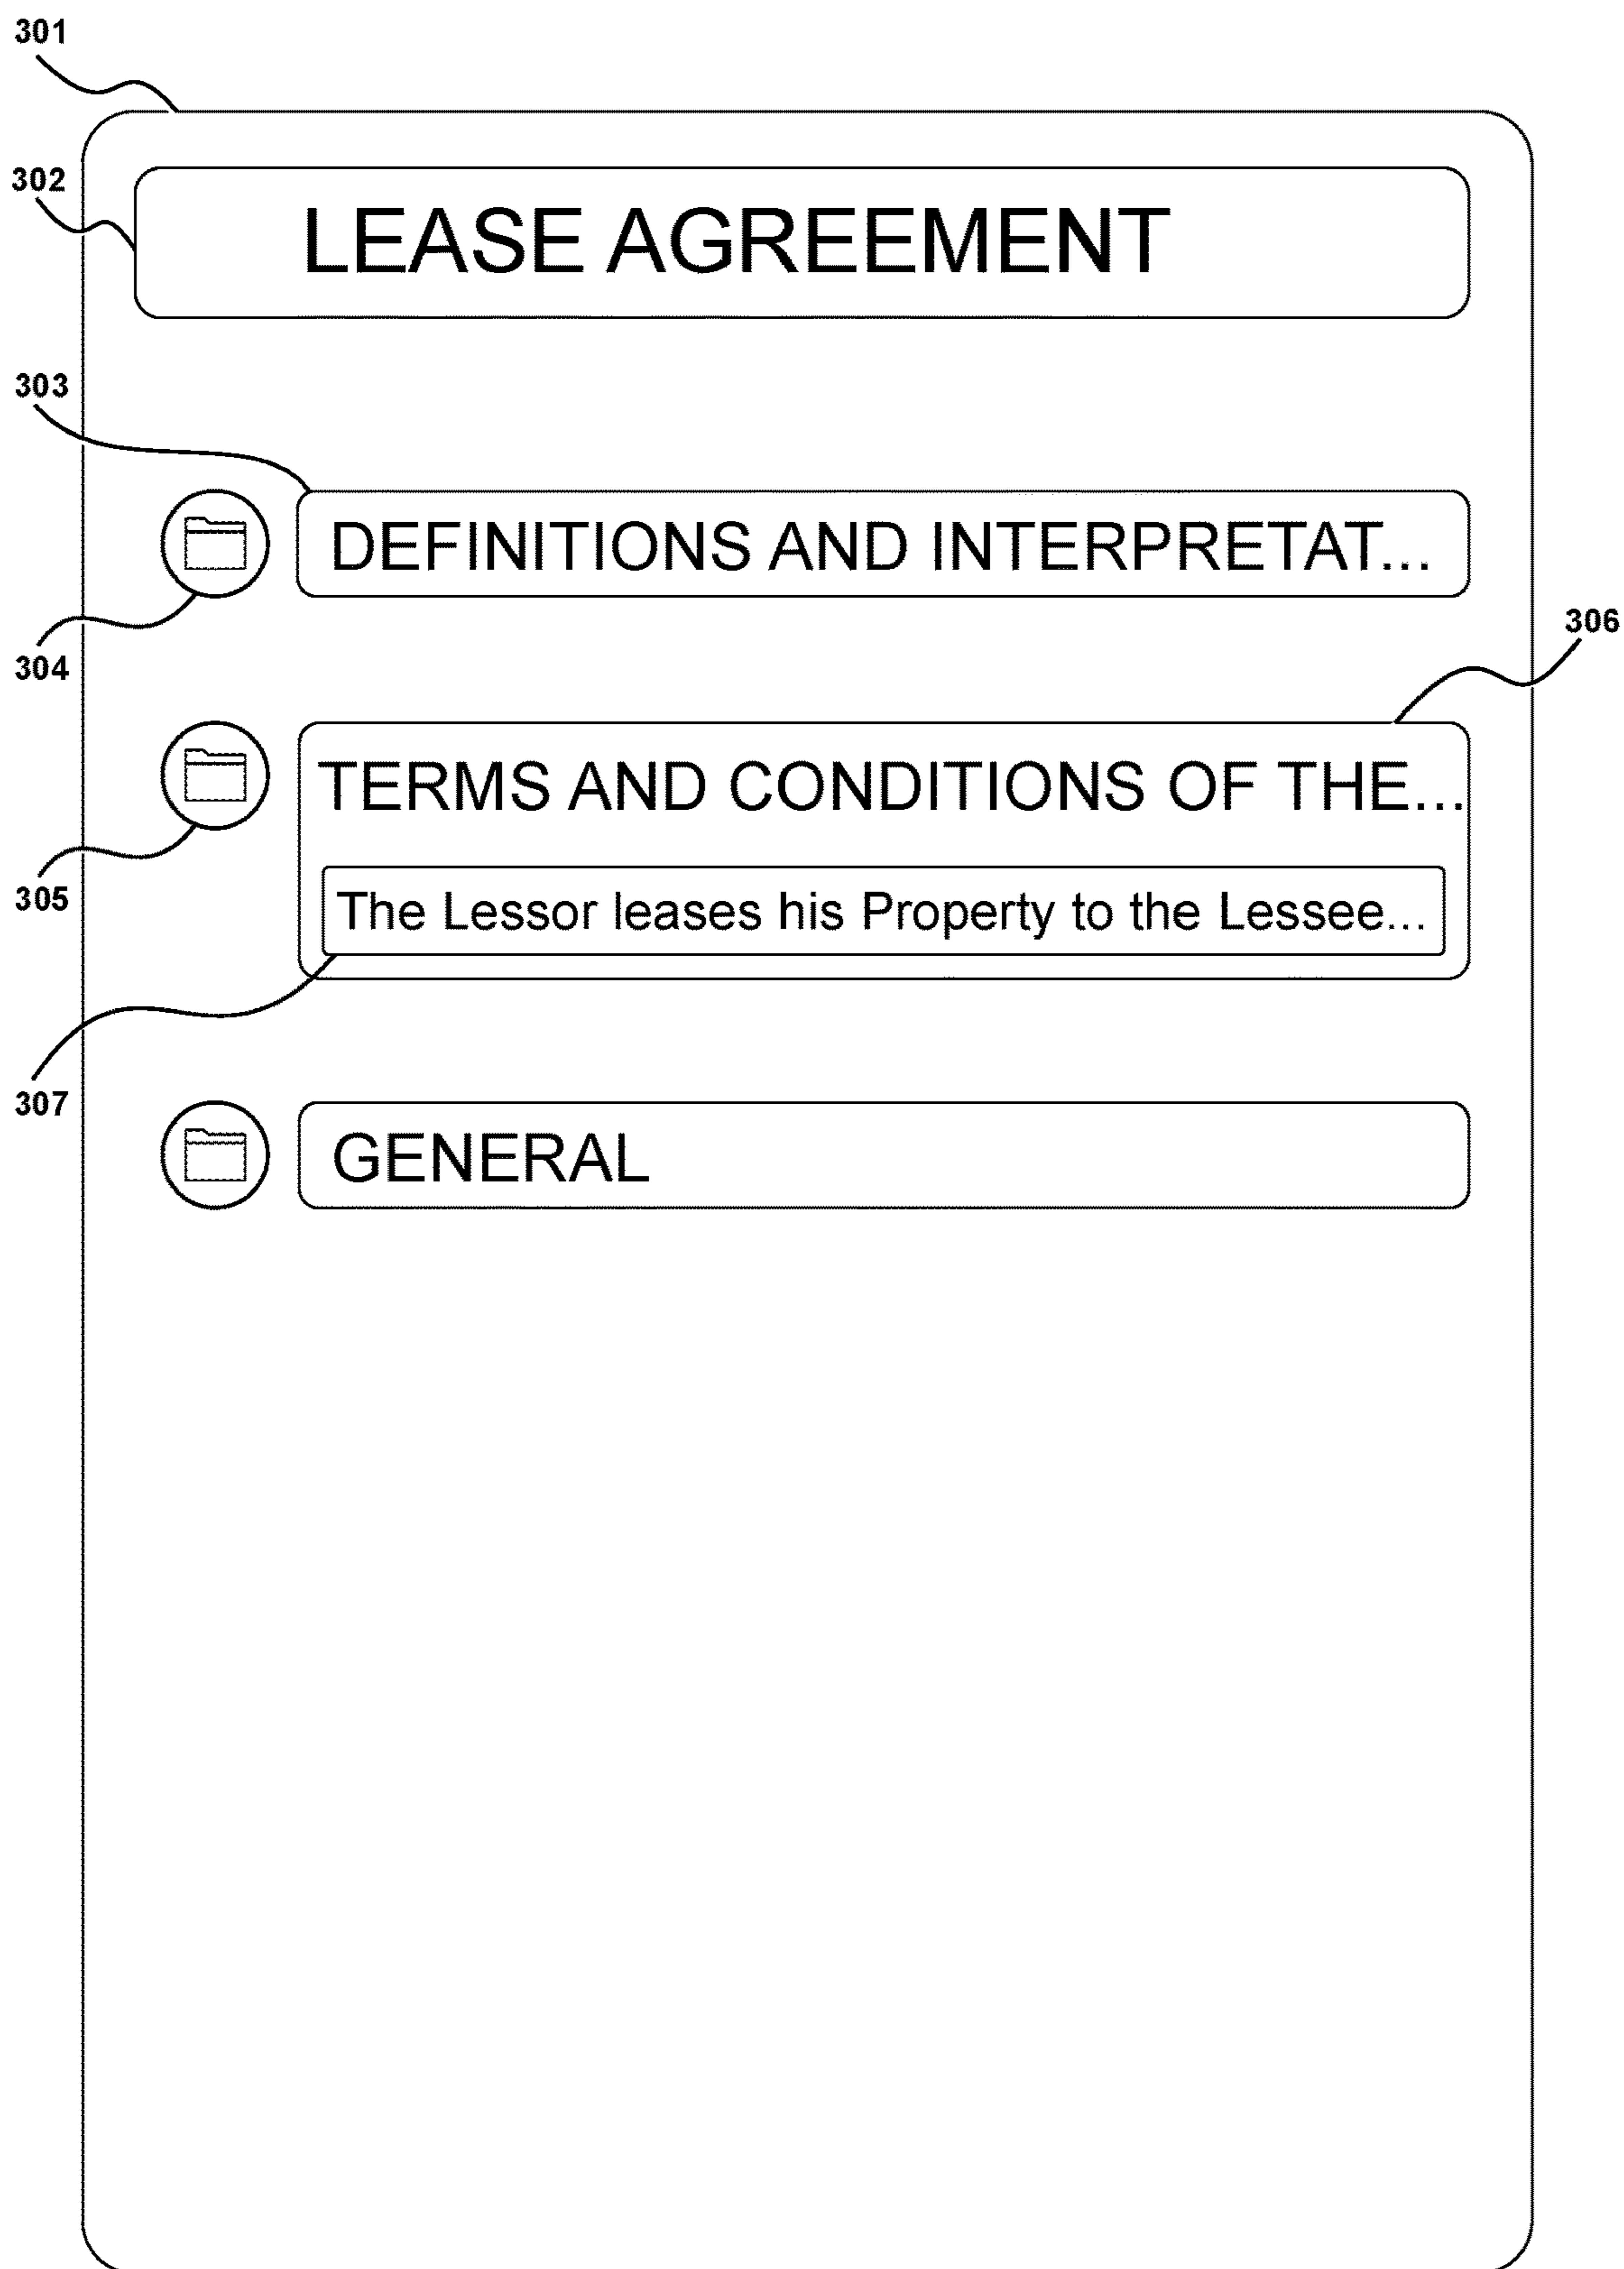 301
302
LEASE AGREEMENT
303
DEFINITIONS AND INTERPRETAT...
304
306
TERMS AND CONDITIONS OF THE...
305
The Lessor leases his Property to the Lessee...
307
GENERAL